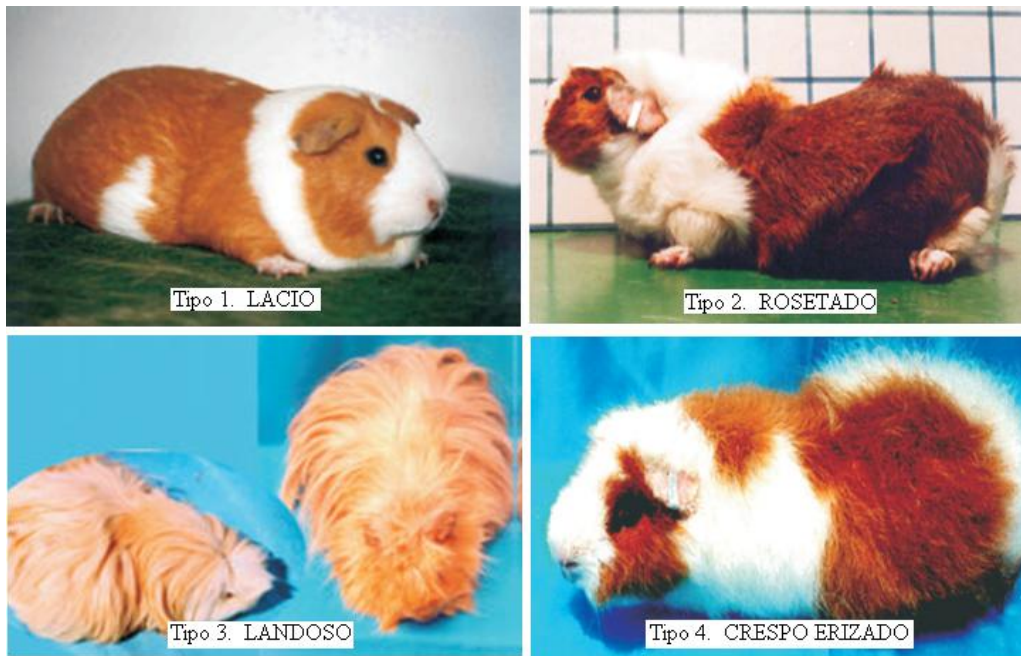 Tipo 1. LACIO
Tipo 2. ROSETADO
Tipo 3. LANDOSO
Tipo 4. CRESPO ERIZADO